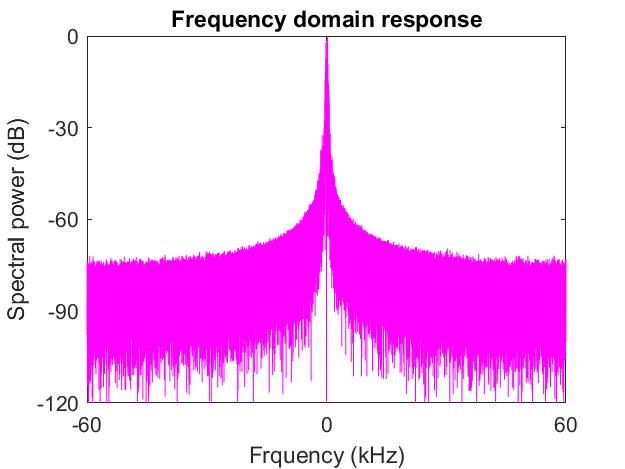 Frequency domain response
Spectral power (dB)
0
-30
-60
-90
-120
-60
0
60
Frquency (kHz)